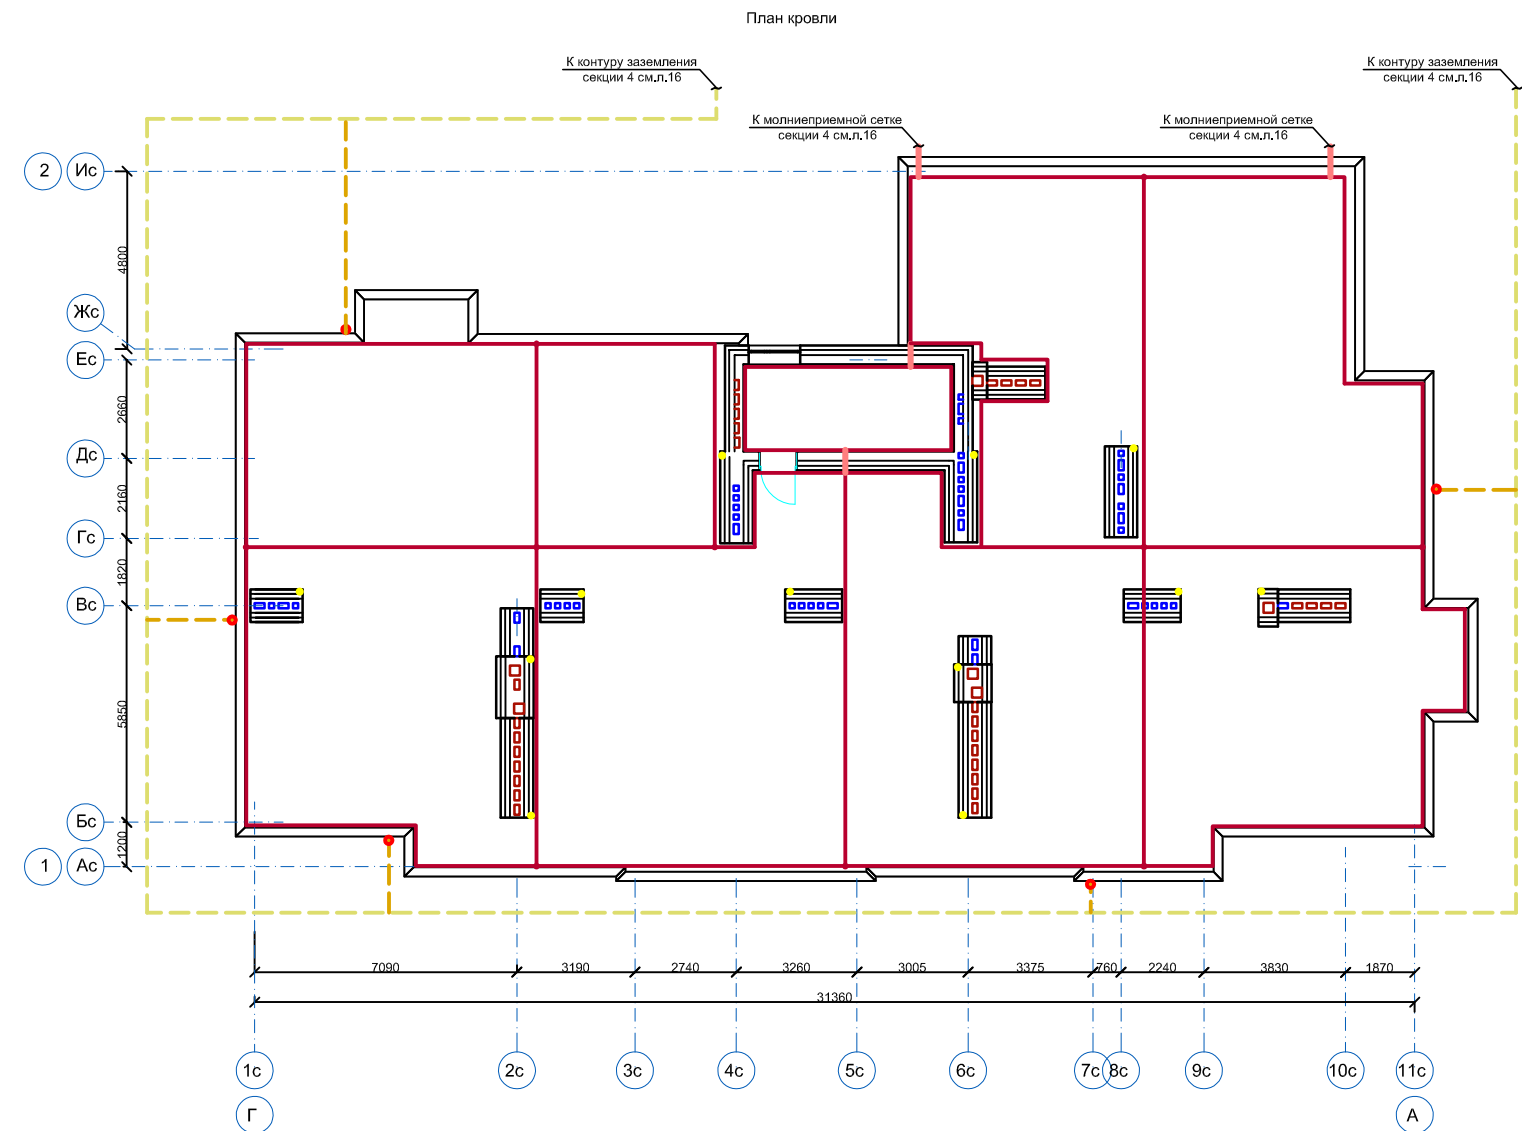 План кровли
К контуру заземления
секции 4 см.л.16
К контуру заземления
секции 4 см.л.16
К молниеприемной сетке
секции 4 см.л.16
К молниеприемной сетке
секции 4 см.л.16
2 Ис
4800
Жс
Ес
2660
Дс
2160
Гс
1820
Вс
5850
Бс
1200
1 Ас
7090 3190 2740 3260 3005 3375 760 2240 3830 1870
31360
1с 2с 3с 4с 5с 6с 7с 8с 9с 10с 11с
Г А